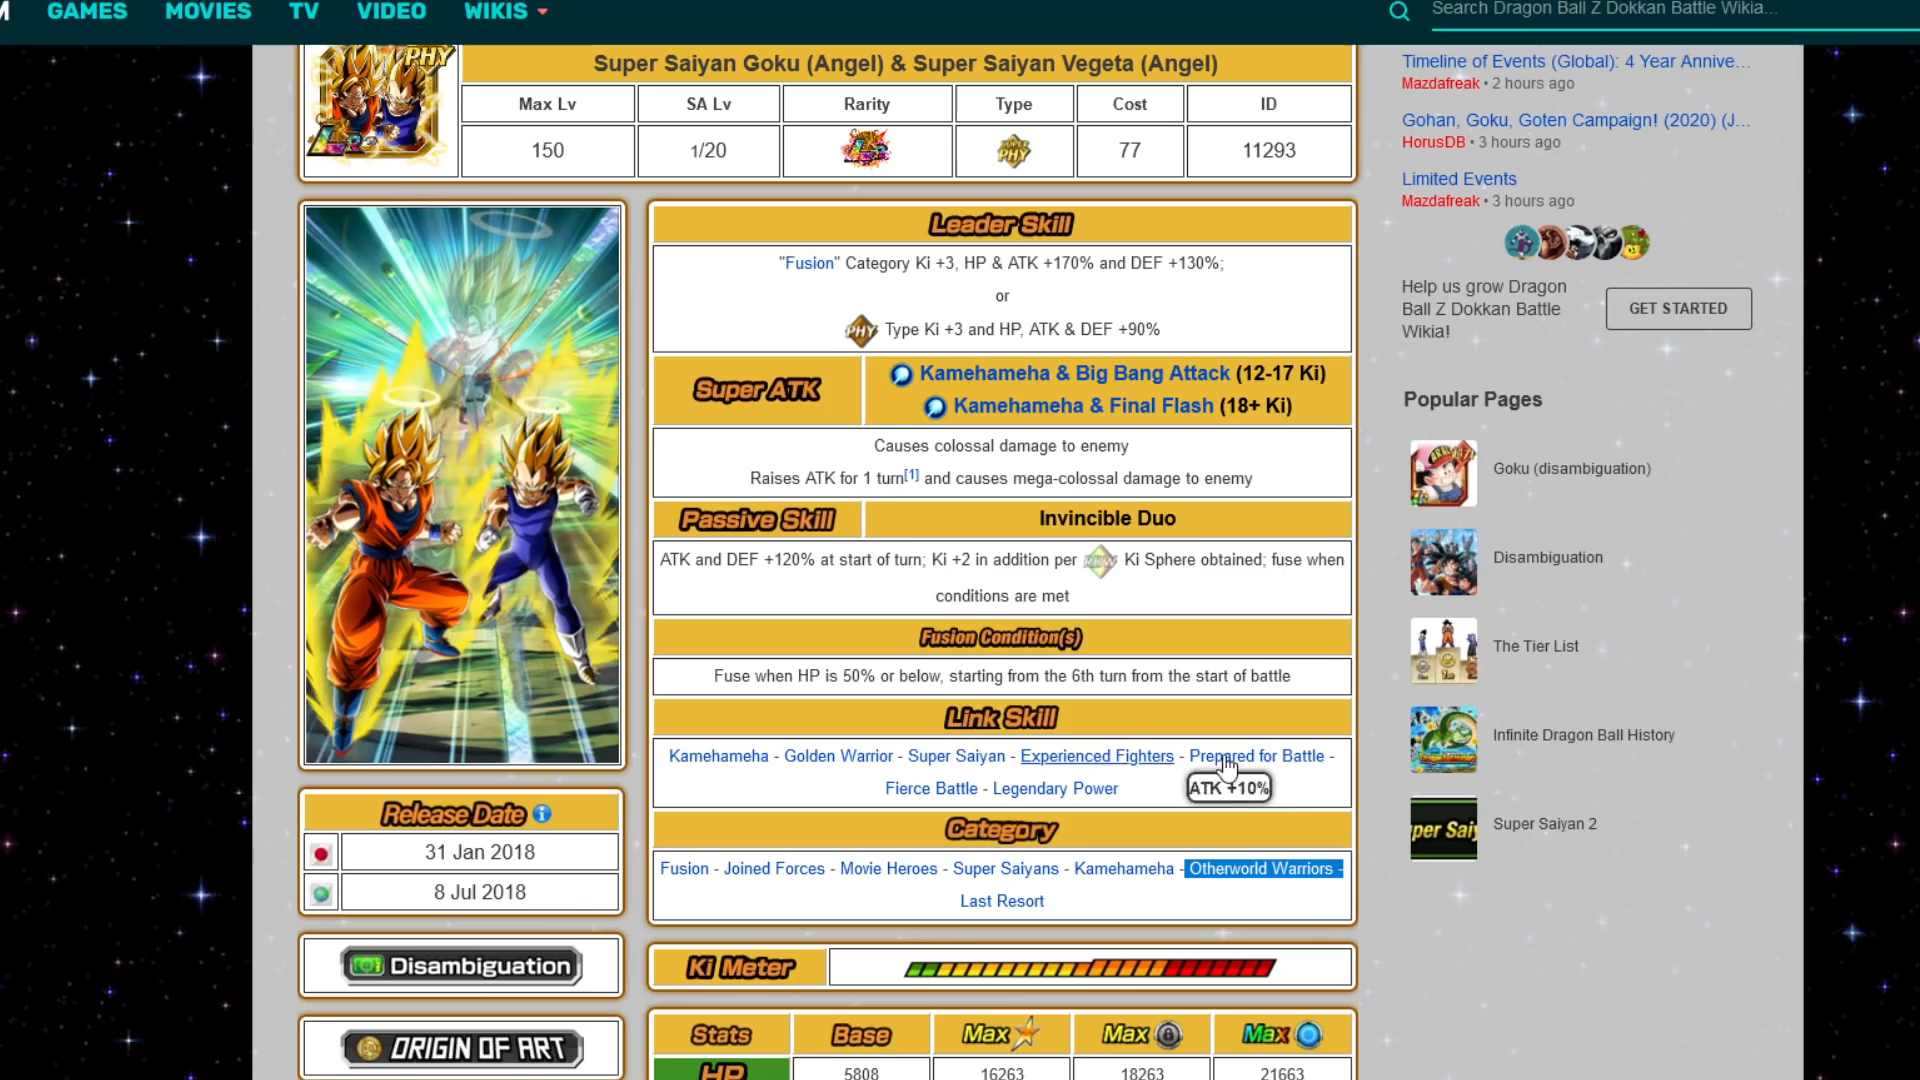 M GAMES MOVIES TV VIDEO WIKIS
Search Dragon Ball Z Dokkan Battle Wikia...
PHY
Super Saiyan Goku (Angel) & Super Saiyan Vegeta (Angel)
Max Lv SA Lv Rarity Type Cost ID
150 1/20 LR SUPER PHY 77 11293
Leader Skill
"Fusion" Category Ki +3, HP & ATK +170% and DEF +130%;
or
PHY Type Ki +3 and HP, ATK & DEF +90%
Super ATK
Kamehameha & Big Bang Attack (12-17 Ki)
Kamehameha & Final Flash (18+ Ki)
Causes colossal damage to enemy
Raises ATK for 1 turn[1] and causes mega-colossal damage to enemy
Passive Skill Invincible Duo
ATK and DEF +120% at start of turn; Ki +2 in addition per Ki Sphere obtained; fuse when
conditions are met
Fusion Condition(s)
Fuse when HP is 50% or below, starting from the 6th turn from the start of battle
Link Skill
Kamehameha - Golden Warrior - Super Saiyan - Experienced Fighters - Prepared for Battle -
Fierce Battle - Legendary Power
ATK +10%
Category
Fusion - Joined Forces - Movie Heroes - Super Saiyans - Kamehameha - Otherworld Warriors -
Last Resort
Ki Meter
Stats Base Max Max Max
HP 5808 16263 18263 21663
Release Date
31 Jan 2018
8 Jul 2018
Disambiguation
ORIGIN OF ART
Timeline of Events (Global): 4 Year Annive...
Mazdafreak • 2 hours ago
Gohan, Goku, Goten Campaign! (2020) (J...
HorusDB • 3 hours ago
Limited Events
Mazdafreak • 3 hours ago
Help us grow Dragon
Ball Z Dokkan Battle
Wikia!
GET STARTED
Popular Pages
Goku (disambiguation)
Disambiguation
The Tier List
Infinite Dragon Ball History
per Sai
Super Saiyan 2